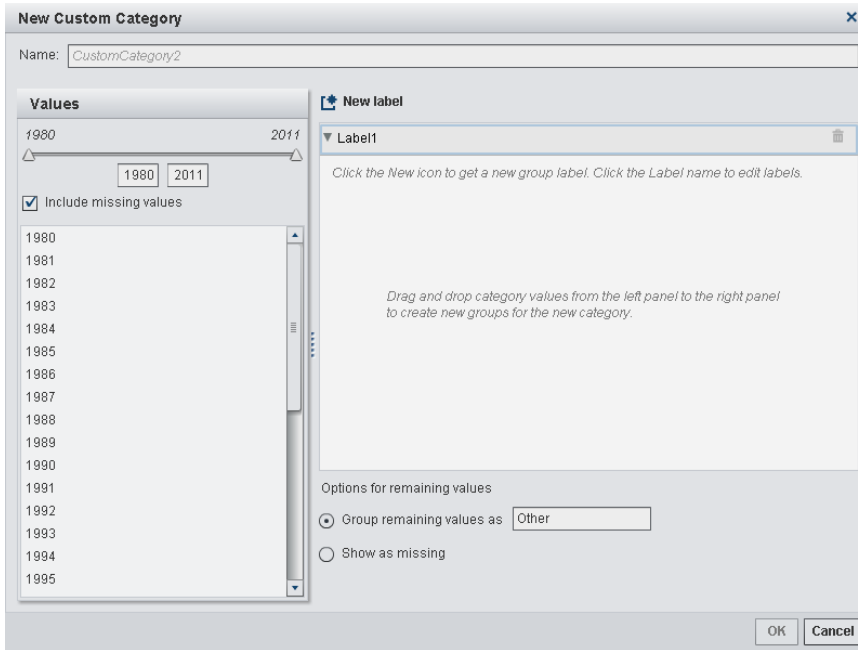 New Custom Category
Name: CustomCategory2
Values
1980 2011
1980 2011
Include missing values
1980
1981
1982
1983
1984
1985
1986
1987
1988
1989
1990
1991
1992
1993
1994
1995
New label
Label1
Click the New icon to get a new group label. Click the Label name to edit labels.
Drag and drop category values from the left panel to the right panel
to create new groups for the new category.
Options for remaining values
Group remaining values as Other
Show as missing
OK Cancel